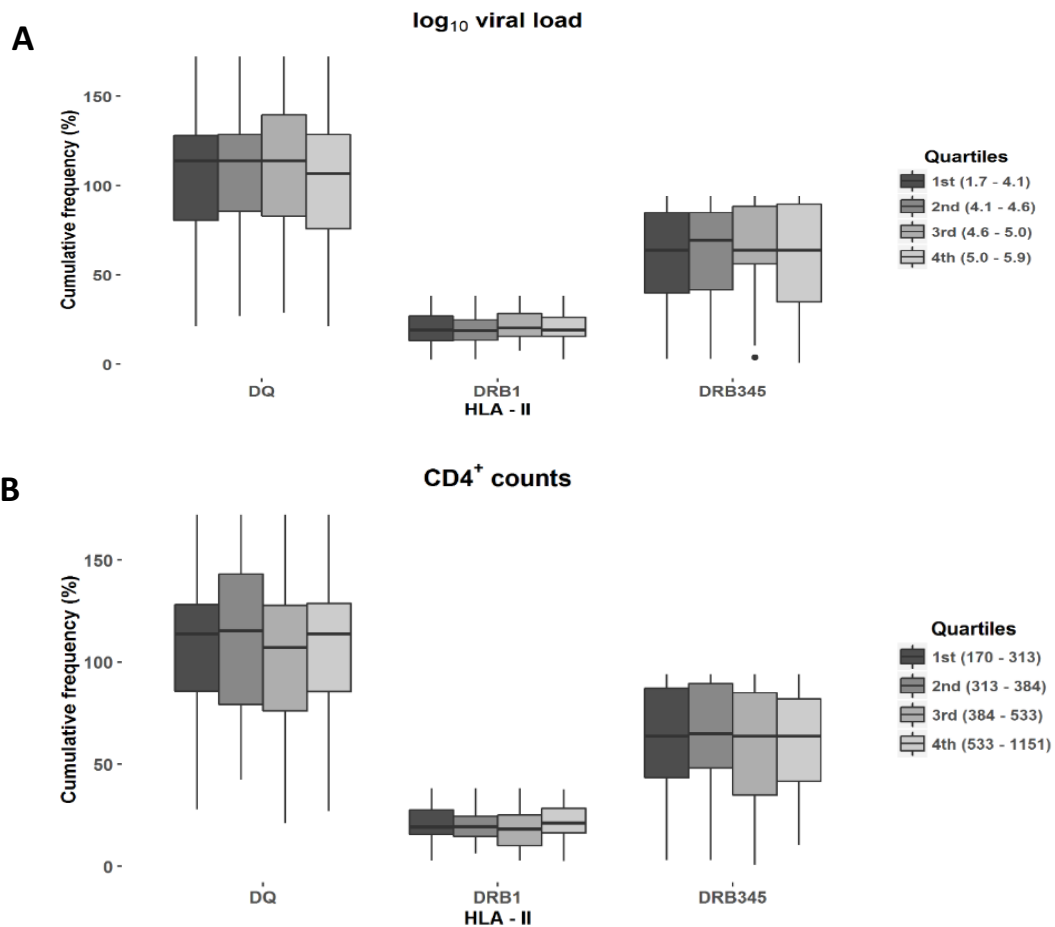 A
log₁₀ viral load
Cumulative frequency (%)
150
100
50
0
DQ
DRB1
DRB345
HLA - II
Quartiles
1st (1.7 - 4.1)
2nd (4.1 - 4.6)
3rd (4.6 - 5.0)
4th (5.0 - 5.9)
B
CD4⁺ counts
Cumulative frequency (%)
150
100
50
0
DQ
DRB1
DRB345
HLA - II
Quartiles
1st (170 - 313)
2nd (313 - 384)
3rd (384 - 533)
4th (533 - 1151)